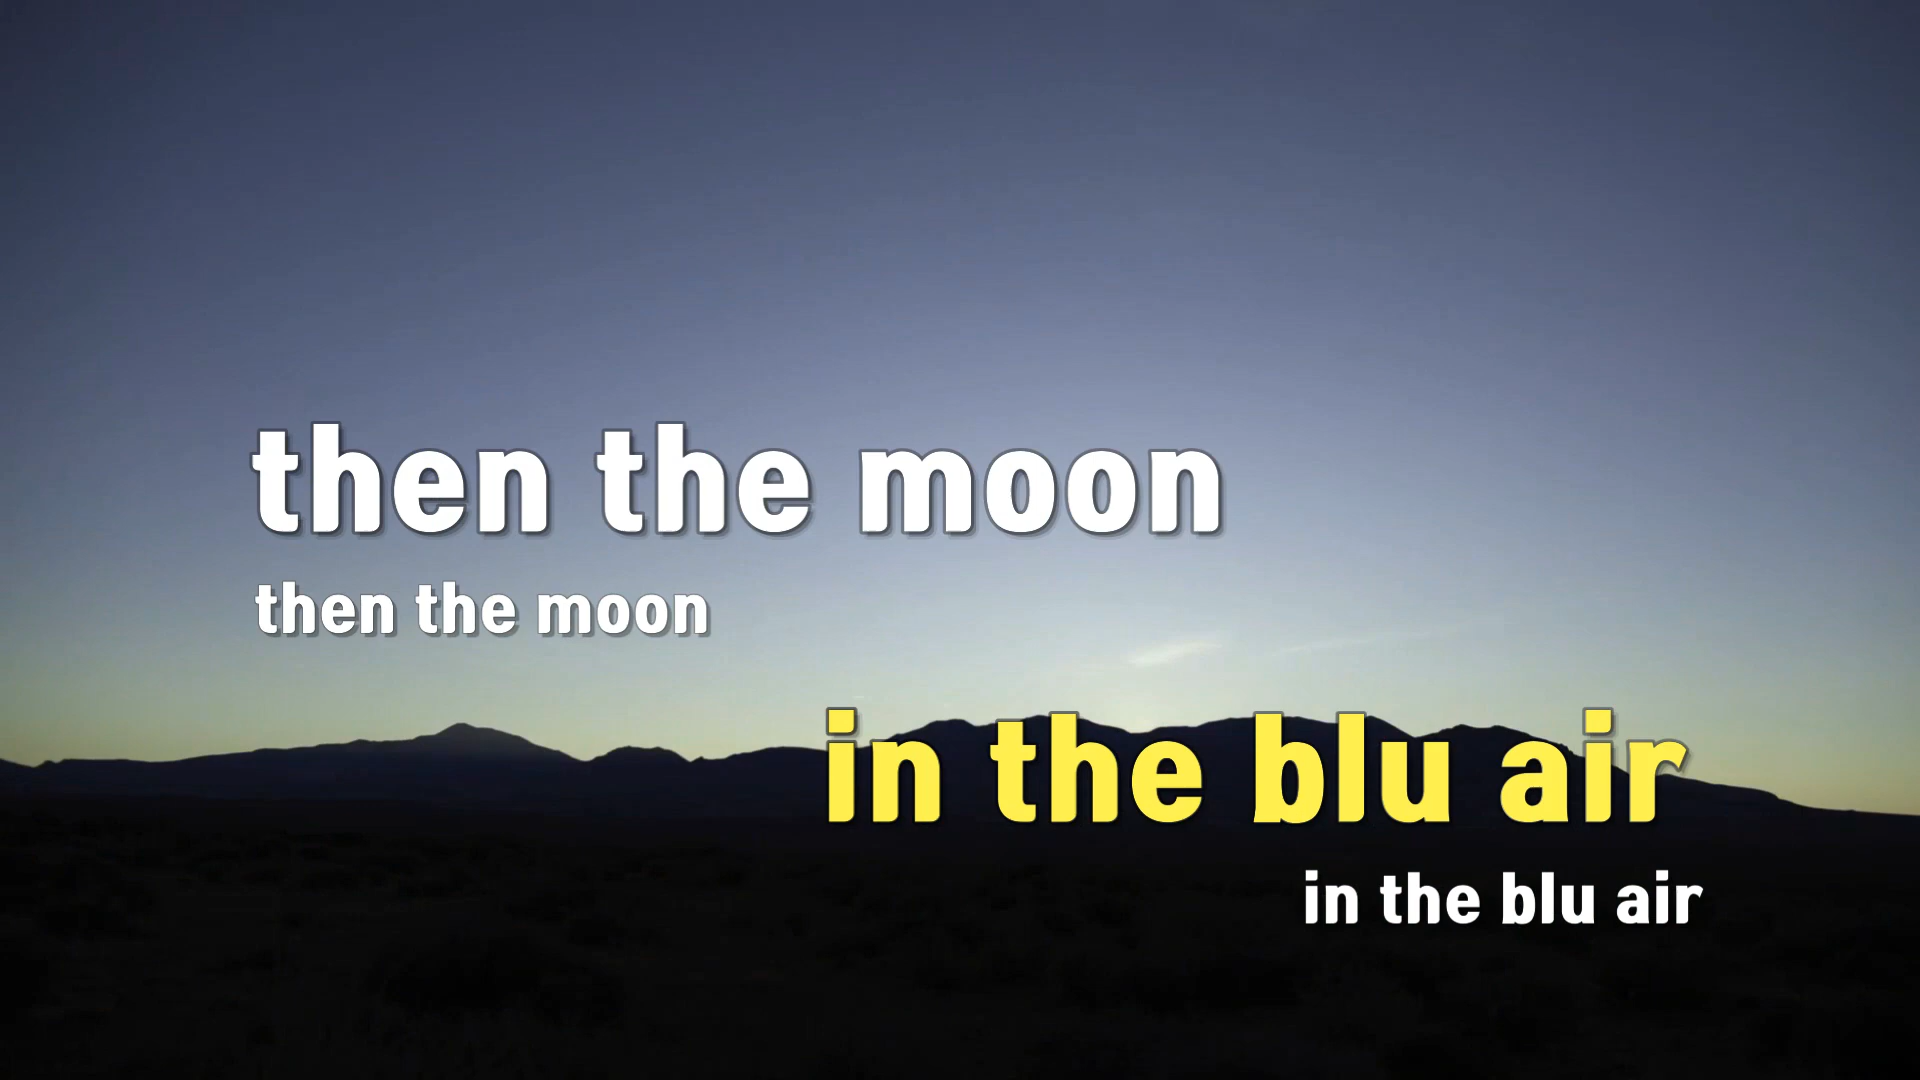 then the moon
then the moon
in the blu air
in the blu air